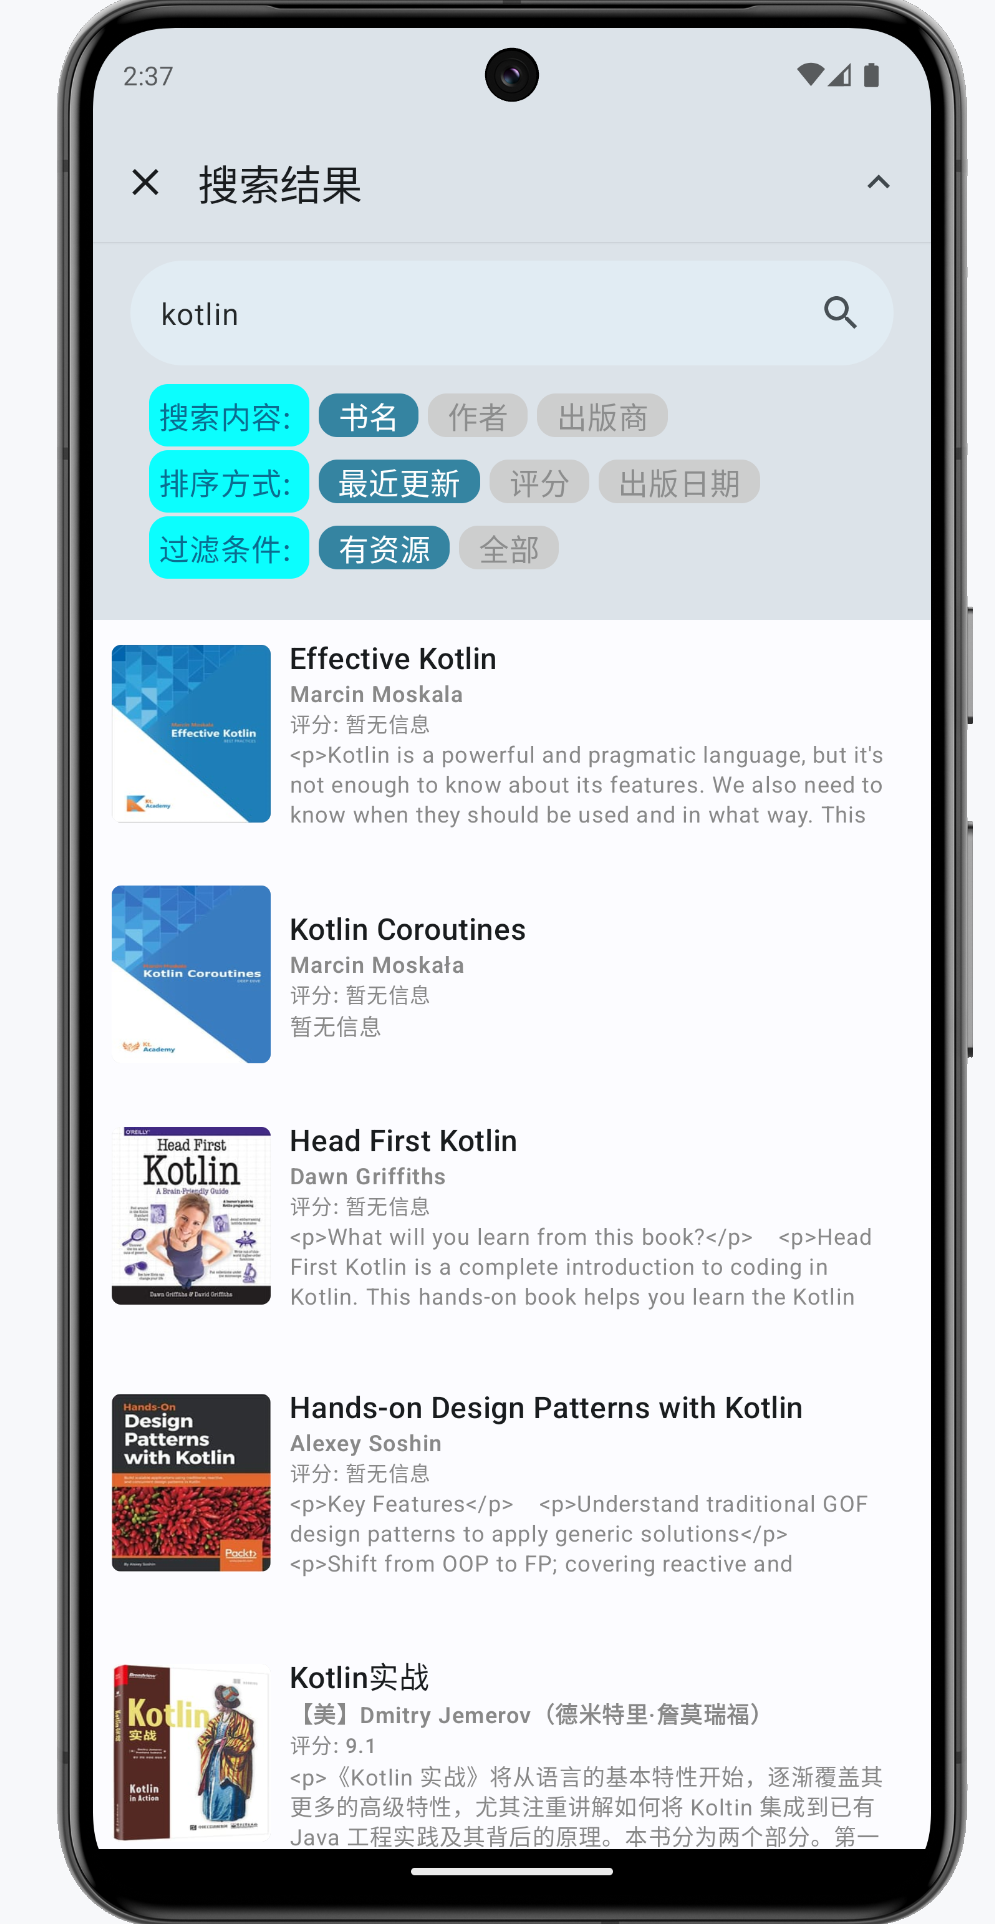 2:37
搜索结果
kotlin
搜索内容: 书名 作者 出版商
排序方式: 最近更新 评分 出版日期
过滤条件: 有资源 全部
Marcin Moskala
Effective Kotlin
BEST PRACTICES
Kt. Academy
Effective Kotlin
Marcin Moskala
评分: 暂无信息
<p>Kotlin is a powerful and pragmatic language, but it's
not enough to know about its features. We also need to
know when they should be used and in what way. This
Kotlin Coroutines
DEEP DIVE
Kt. Academy
Kotlin Coroutines
Marcin Moskała
评分: 暂无信息
暂无信息
O'REILLY
Head First
Kotlin
A Brain-Friendly Guide
Dawn Griffiths & David Griffiths
Head First Kotlin
Dawn Griffiths
评分: 暂无信息
<p>What will you learn from this book?</p> <p>Head
First Kotlin is a complete introduction to coding in
Kotlin. This hands-on book helps you learn the Kotlin
Hands-On
Design
Patterns
with Kotlin
By Alexey Soshin
Packt
Hands-on Design Patterns with Kotlin
Alexey Soshin
评分: 暂无信息
<p>Key Features</p> <p>Understand traditional GOF
design patterns to apply generic solutions</p>
<p>Shift from OOP to FP; covering reactive and
Kotlin
实战
Kotlin
in Action
Kotlin实战
【美】Dmitry Jemerov（德米特里·詹莫瑞福）
评分: 9.1
<p>《Kotlin 实战》将从语言的基本特性开始，逐渐覆盖其
更多的高级特性，尤其注重讲解如何将 Koltin 集成到已有
Java 工程实践及其背后的原理。本书分为两个部分。第一